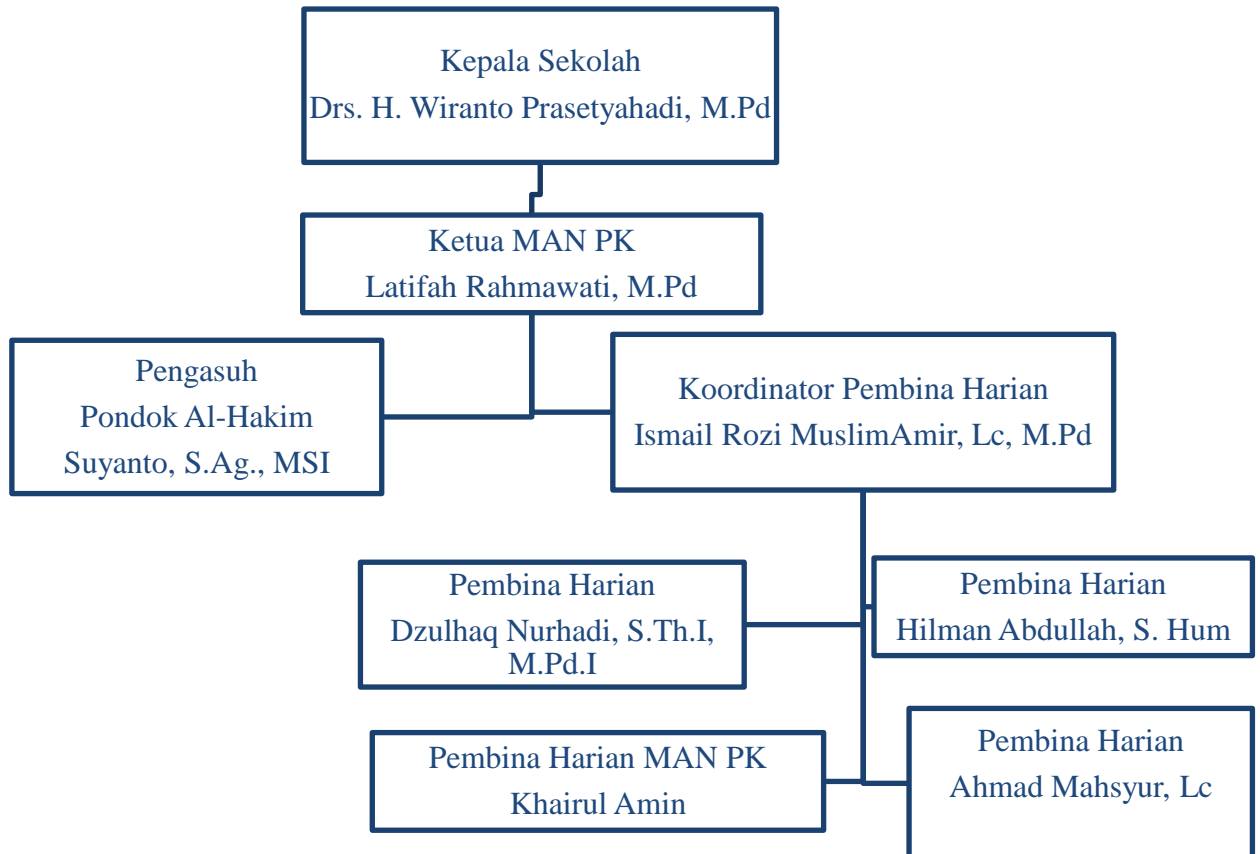 Kepala Sekolah
Drs. H. Wiranto Prasetyahadi, M.Pd
Ketua MAN PK
Latifah Rahmawati, M.Pd
Pengasuh
Pondok Al-Hakim
Suyanto, S.Ag., MSI
Koordinator Pembina Harian
Ismail Rozi MuslimAmir, Lc, M.Pd
Pembina Harian
Dzulhaq Nurhadi, S.Th.I,
M.Pd.I
Pembina Harian
Hilman Abdullah, S. Hum
Pembina Harian MAN PK
Khairul Amin
Pembina Harian
Ahmad Mahsyur, Lc